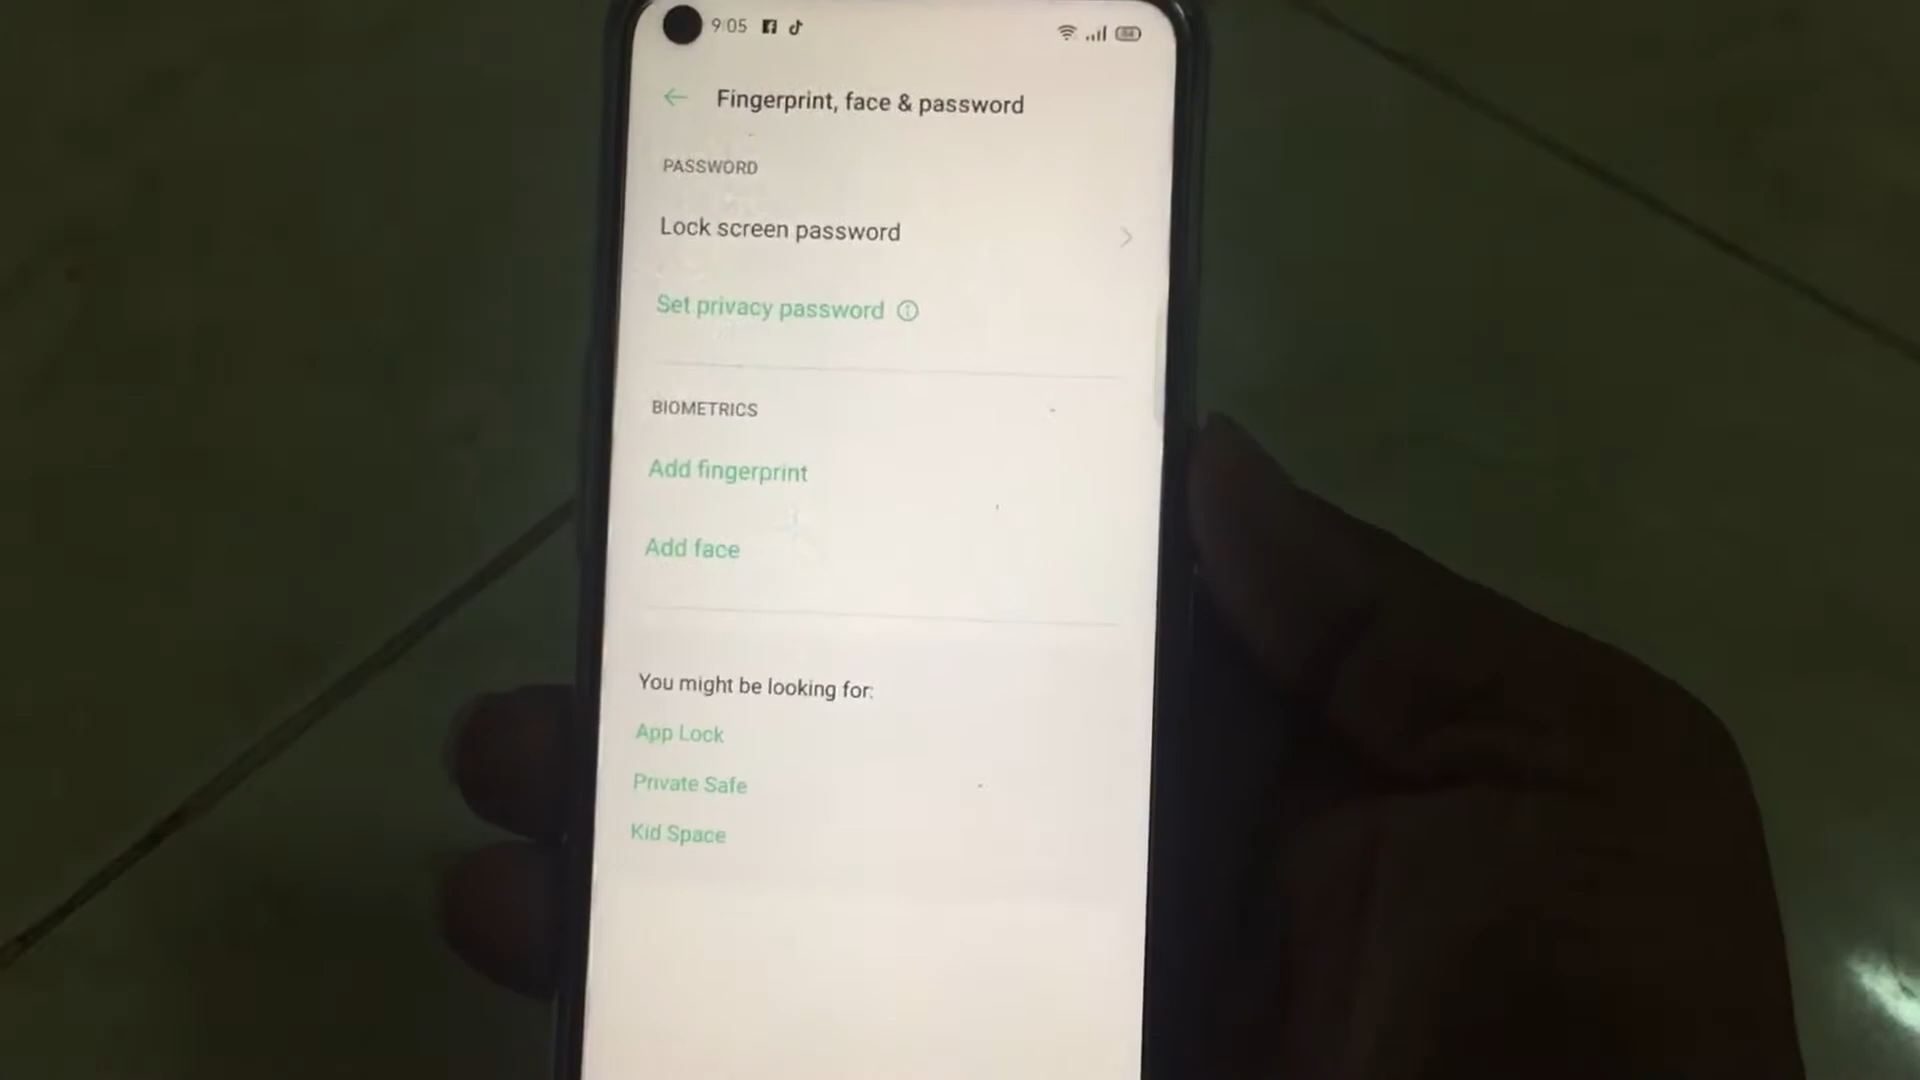 9:05
Fingerprint, face & password
PASSWORD
Lock screen password
Set privacy password
BIOMETRICS
Add fingerprint
Add face
You might be looking for:
App Lock
Private Safe
Kid Space